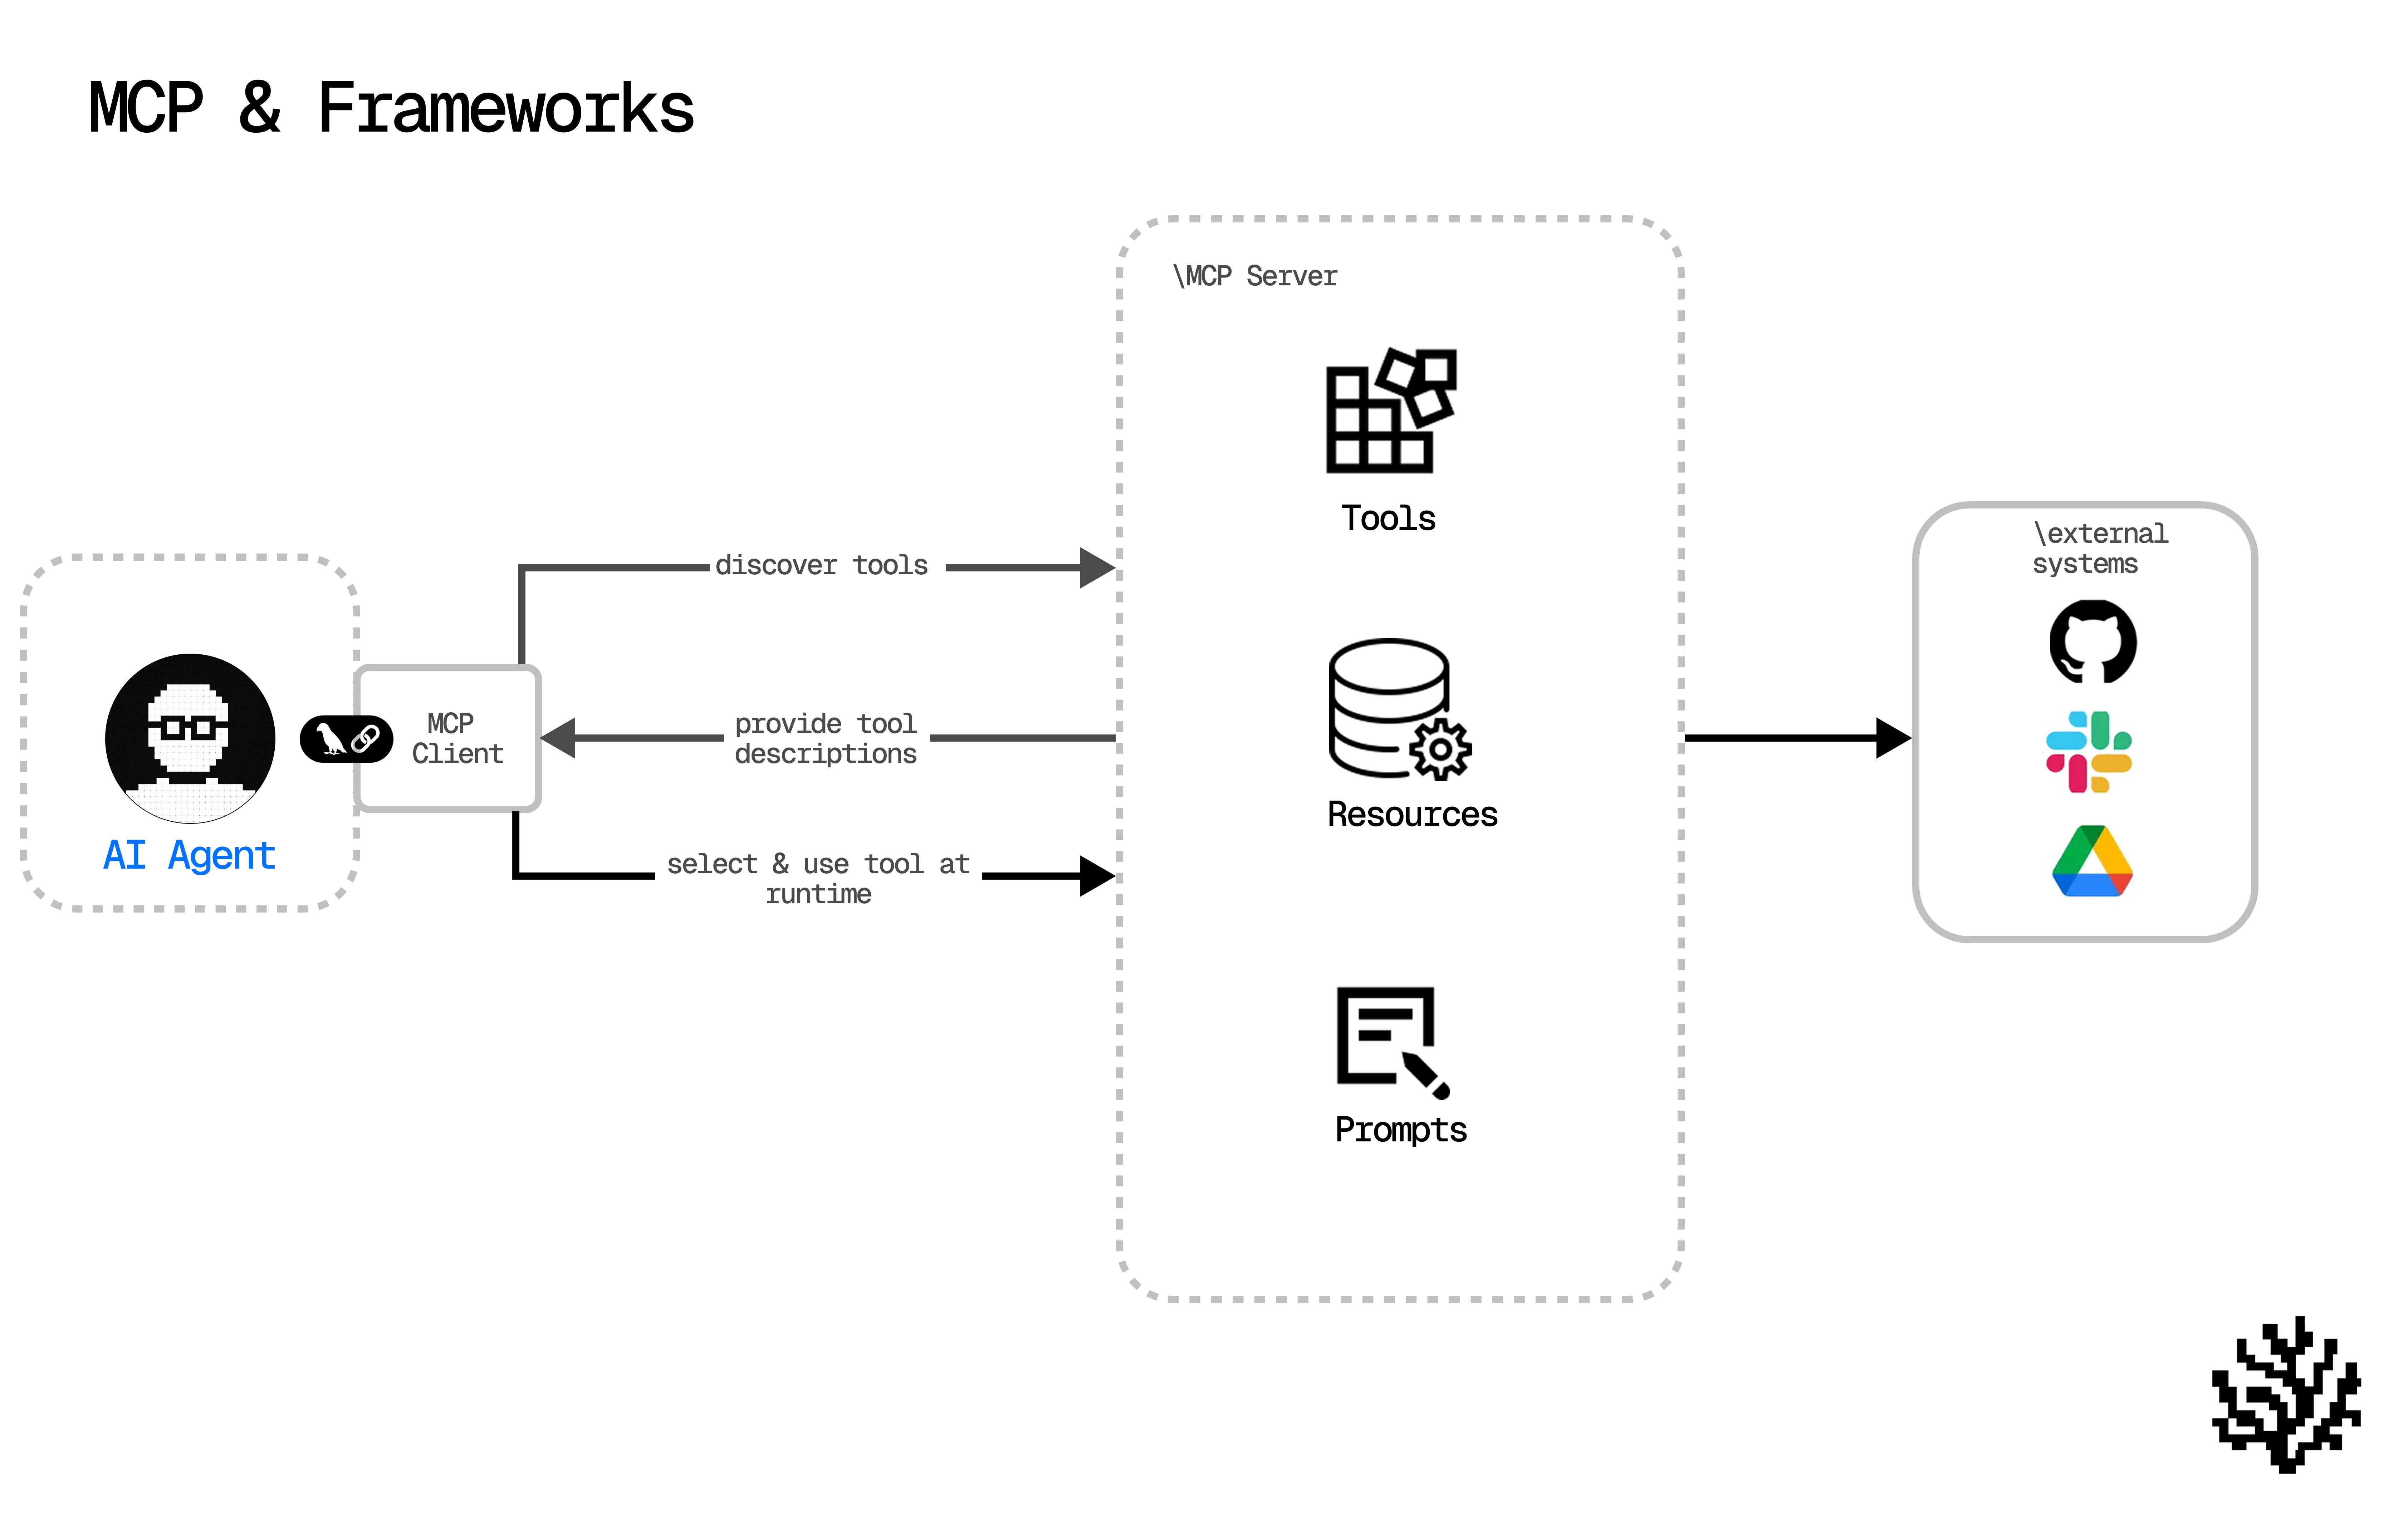 MCP & Frameworks
\MCP Server
Tools
discover tools
\external
systems
MCP
Client
provide tool
descriptions
Resources
AI Agent
select & use tool at
runtime
Prompts